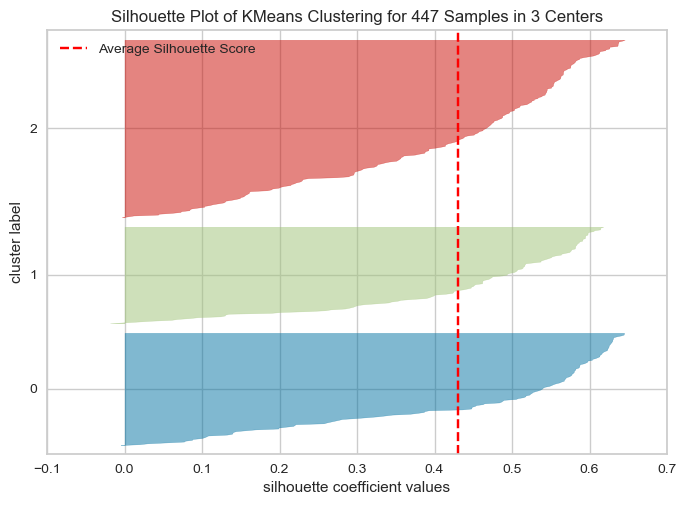 Silhouette Plot of KMeans Clustering for 447 Samples in 3 Centers
Average Silhouette Score
2
1
0
cluster label
−0.1 0.0 0.1 0.2 0.3 0.4 0.5 0.6 0.7
silhouette coefficient values